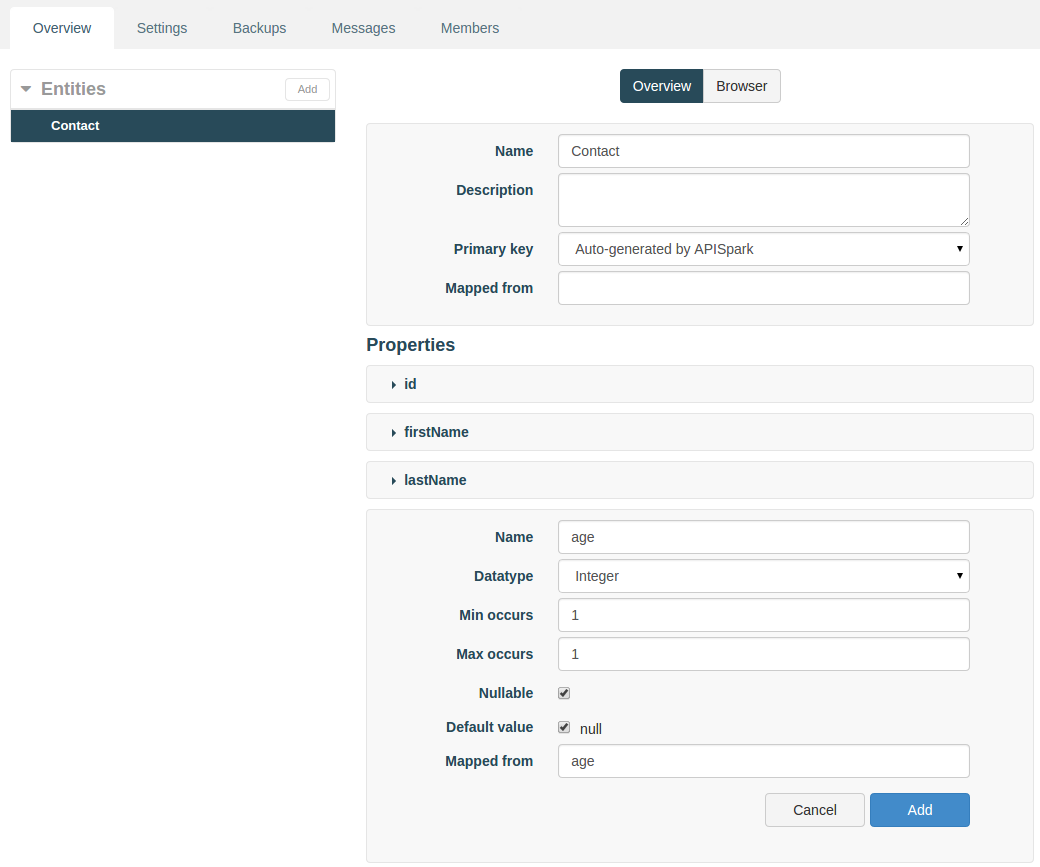 Overview Settings Backups Messages Members
Entities Add
Contact
Overview Browser
Name Contact
Description
Primary key Auto-generated by APISpark
Mapped from
Properties
id
firstName
lastName
Name age
Datatype Integer
Min occurs 1
Max occurs 1
Nullable
Default value null
Mapped from age
Cancel Add